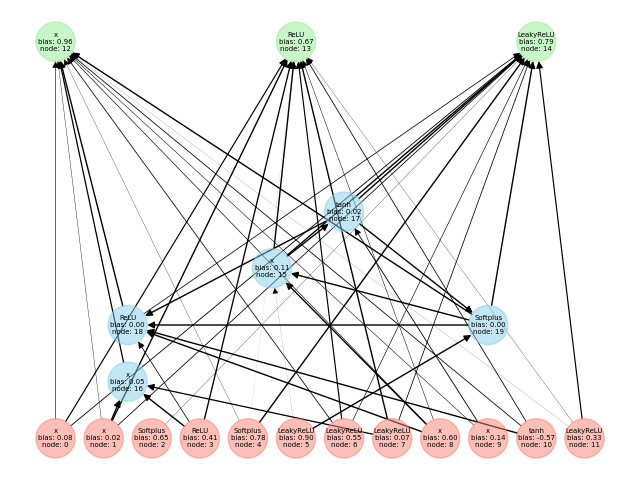 x
bias: 0.96
node: 12
ReLU
bias: 0.67
node: 13
LeakyReLU
bias: 0.79
node: 14
tanh
bias: 0.02
node: 17
x
bias: 0.11
node: 15
ReLU
bias: 0.00
node: 18
Softplus
bias: 0.00
node: 19
x
bias: 0.05
node: 16
x
bias: 0.08
node: 0
x
bias: 0.02
node: 1
Softplus
bias: 0.65
node: 2
ReLU
bias: 0.41
node: 3
Softplus
bias: 0.78
node: 4
LeakyReLU
bias: 0.90
node: 5
LeakyReLU
bias: 0.55
node: 6
LeakyReLU
bias: 0.07
node: 7
x
bias: 0.60
node: 8
x
bias: 0.14
node: 9
tanh
bias: -0.57
node: 10
LeakyReLU
bias: 0.33
node: 11